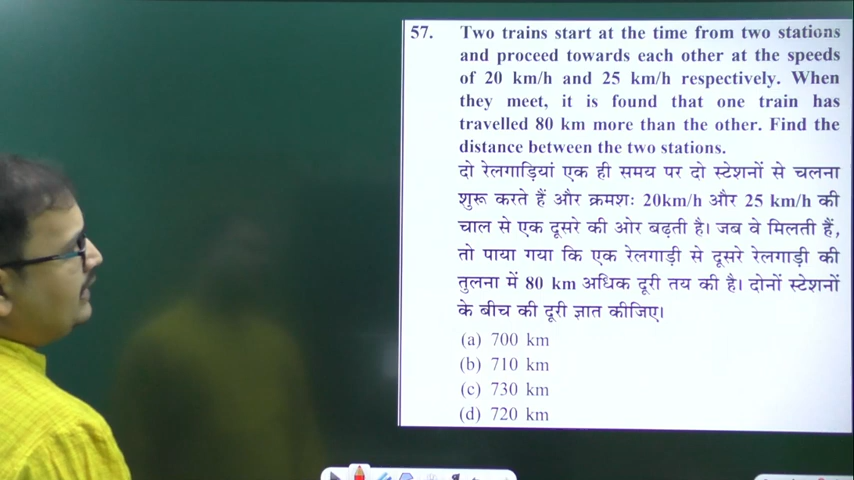 57. Two trains start at the time from two stations
and proceed towards each other at the speeds
of 20 km/h and 25 km/h respectively. When
they meet, it is found that one train has
travelled 80 km more than the other. Find the
distance between the two stations.
दो रेलगाड़ियां एक ही समय पर दो स्टेशनों से चलना
शुरू करते हैं और क्रमशः 20km/h और 25 km/h की
चाल से एक दूसरे की ओर बढ़ती है। जब वे मिलती हैं,
तो पाया गया कि एक रेलगाड़ी से दूसरे रेलगाड़ी की
तुलना में 80 km अधिक दूरी तय की है। दोनों स्टेशनों
के बीच की दूरी ज्ञात कीजिए।
(a) 700 km
(b) 710 km
(c) 730 km
(d) 720 km